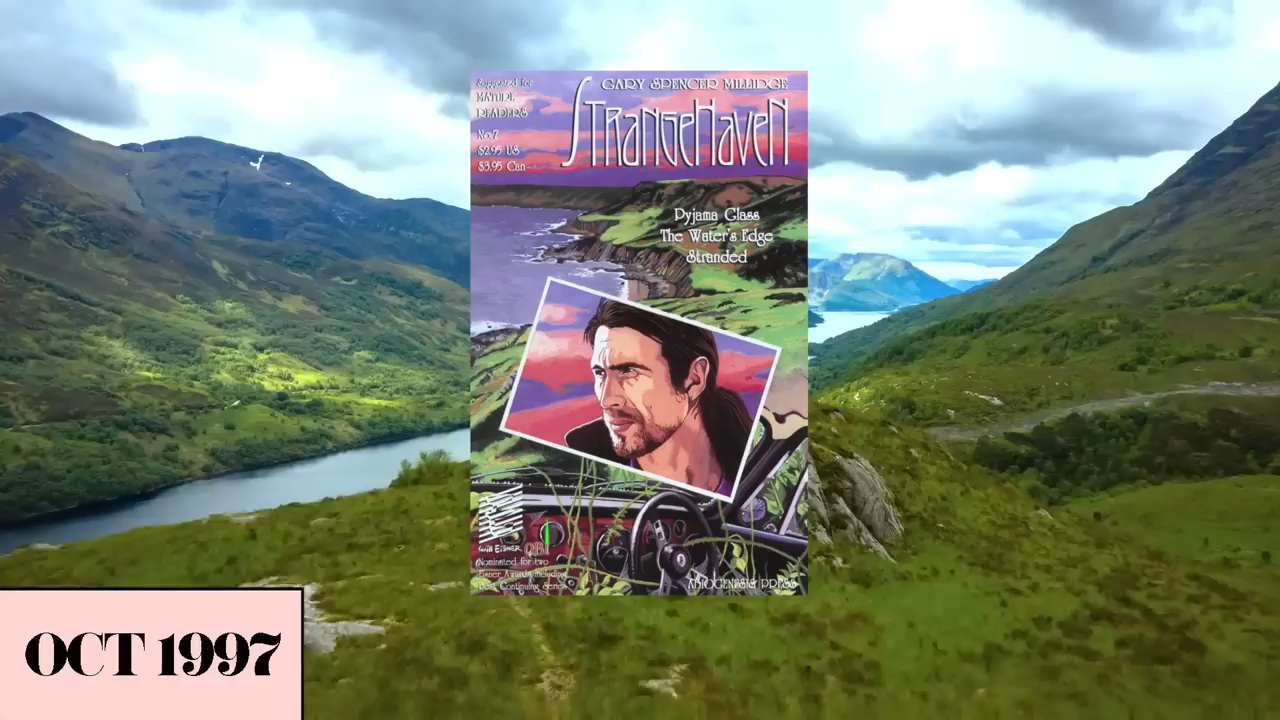 Suggested for
MATURE
READERS
No.7
$2.95 US
$3.95 Can
GARY SPENCER MILLIDGE
STRANGEHAVEN
Pyjama Glass
The Water's Edge
Stranded
Nominated for two
Eisner Awards including
Best Continuing Series
ABIOGENESIS PRESS
OCT 1997